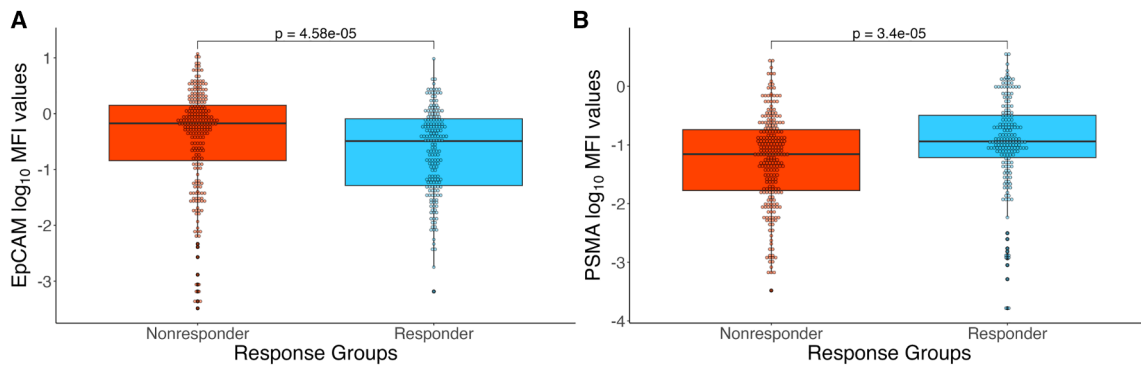 A
p = 4.58e-05
EpCAM log₁₀ MFI values
1
0
-1
-2
-3
Nonresponder
Responder
Response Groups
B
p = 3.4e-05
PSMA log₁₀ MFI values
0
-1
-2
-3
-4
Nonresponder
Responder
Response Groups